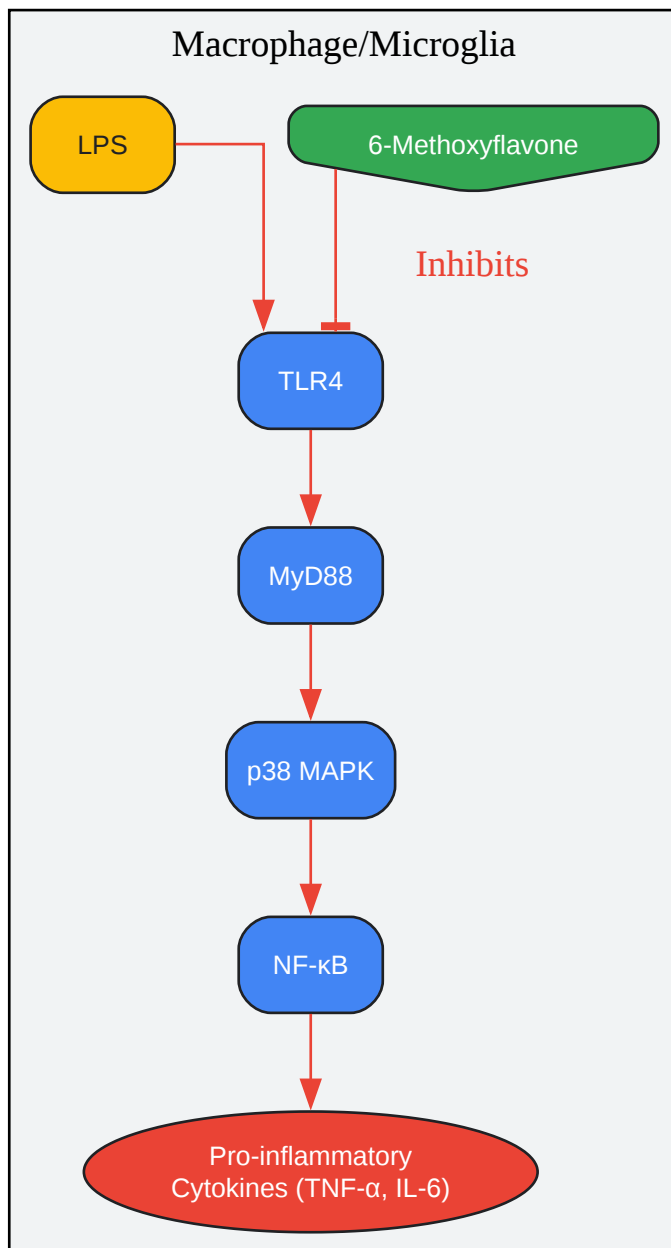 Macrophage/Microglia
LPS
6-Methoxyflavone
Inhibits
TLR4
MyD88
p38 MAPK
NF-κB
Pro-inflammatory
Cytokines (TNF-α, IL-6)